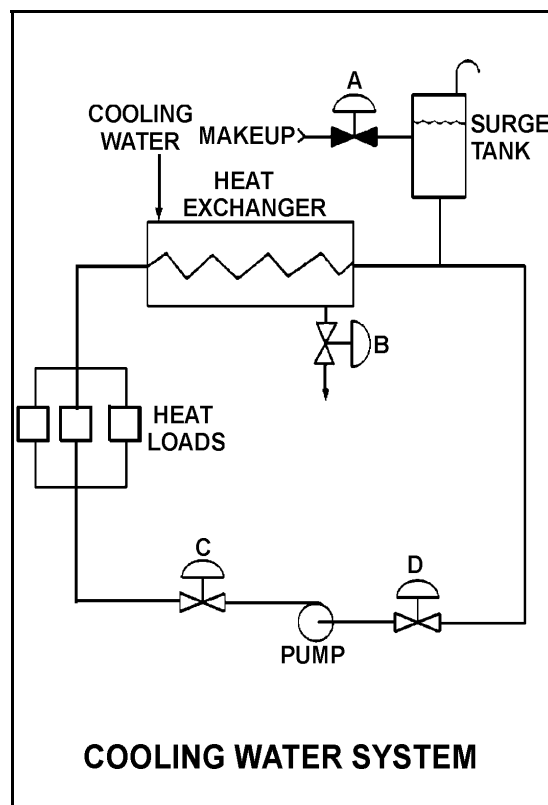 A
COOLING
WATER
MAKEUP
SURGE
TANK
HEAT
EXCHANGER
B
HEAT
LOADS
C
D
PUMP
COOLING WATER SYSTEM